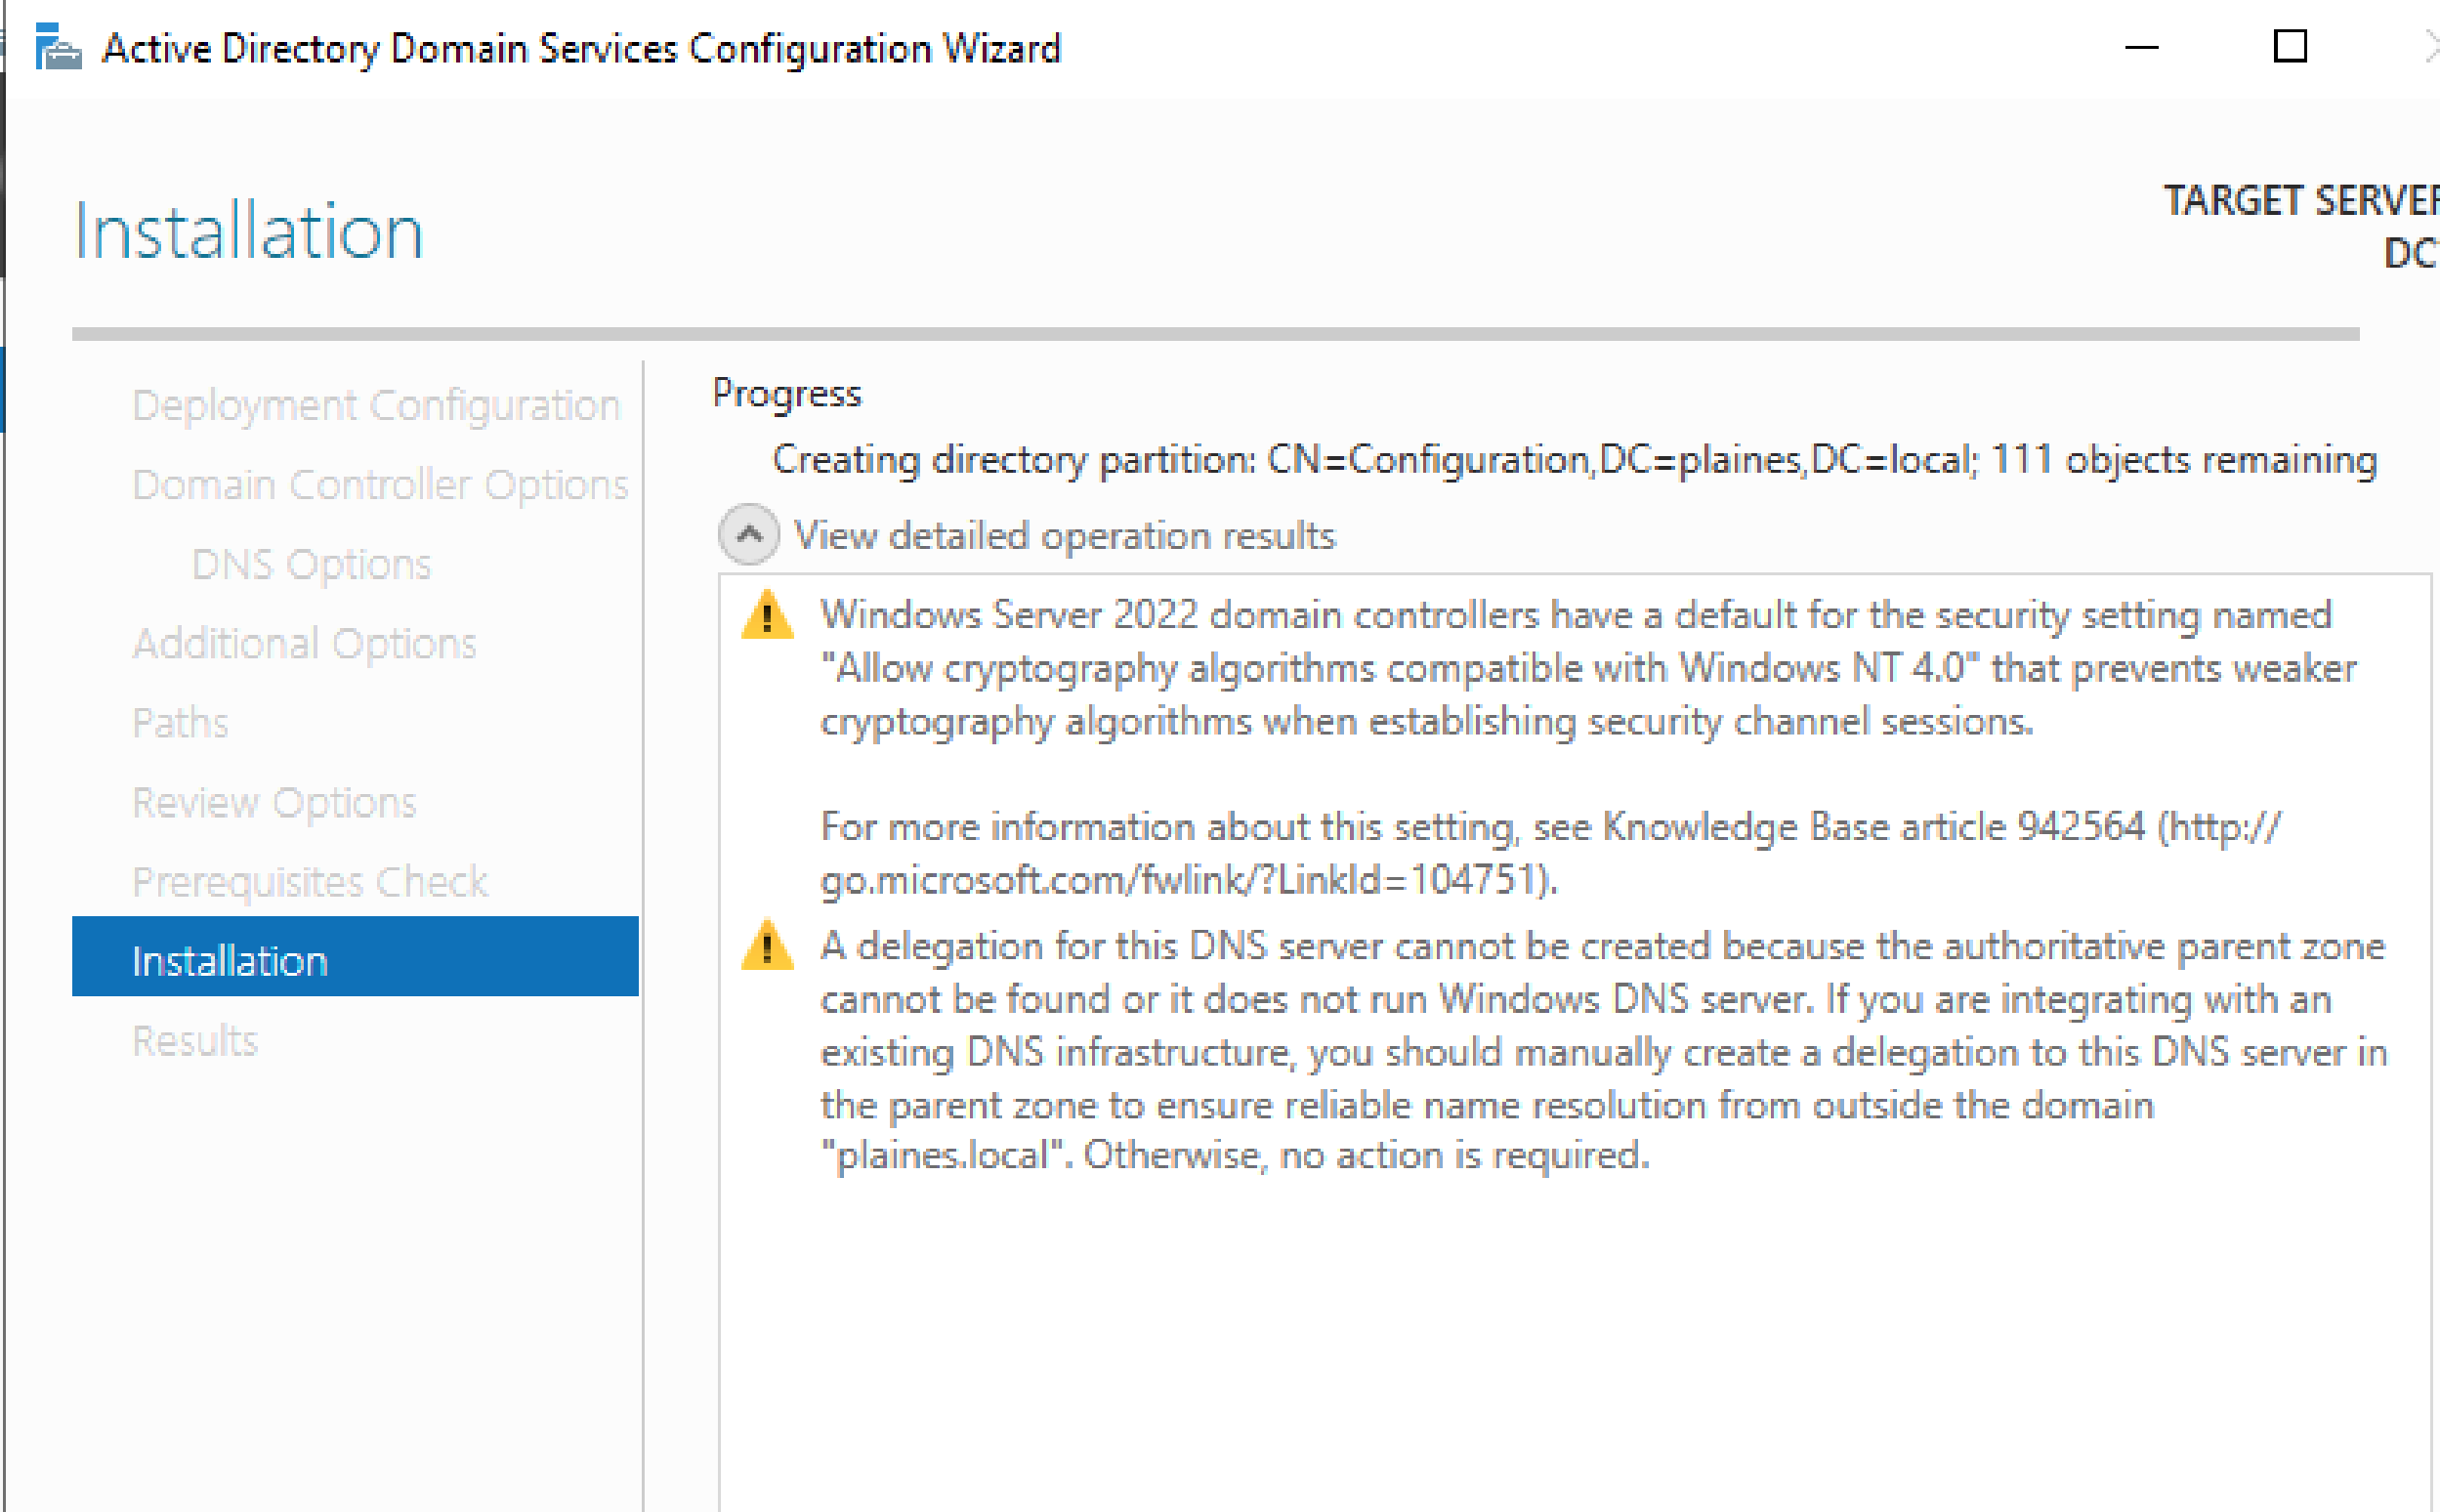 Active Directory Domain Services Configuration Wizard
Installation
TARGET SERVER
Deployment Configuration
Domain Controller Options
DNS Options
Additional Options
Paths
Review Options
Prerequisites Check
Installation
Results
Progress
Creating directory partition: CN=Configuration,DC=plaines,DC=local; 111 objects remaining
View detailed operation results
Windows Server 2022 domain controllers have a default for the security setting named
"Allow cryptography algorithms compatible with Windows NT 4.0" that prevents weaker
cryptography algorithms when establishing security channel sessions.
For more information about this setting, see Knowledge Base article 942564 (http://
go.microsoft.com/fwlink/?LinkId=104751).
A delegation for this DNS server cannot be created because the authoritative parent zone
cannot be found or it does not run Windows DNS server. If you are integrating with an
existing DNS infrastructure, you should manually create a delegation to this DNS server in
the parent zone to ensure reliable name resolution from outside the domain
"plaines.local". Otherwise, no action is required.